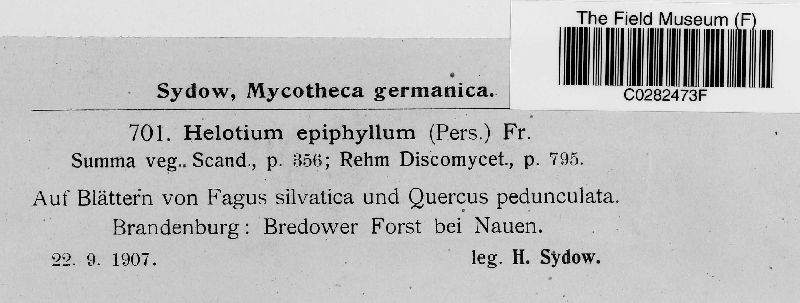 The Field Museum (F)
C0282473F
Sydow, Mycotheca germanica.
701. Helotium epiphyllum (Pers.) Fr.
Summa veg. Scand., p. 356; Rehm Discomycet., p. 795.
Auf Blättern von Fagus silvatica und Quercus pedunculata.
Brandenburg: Bredower Forst bei Nauen.
22. 9. 1907. leg. H. Sydow.